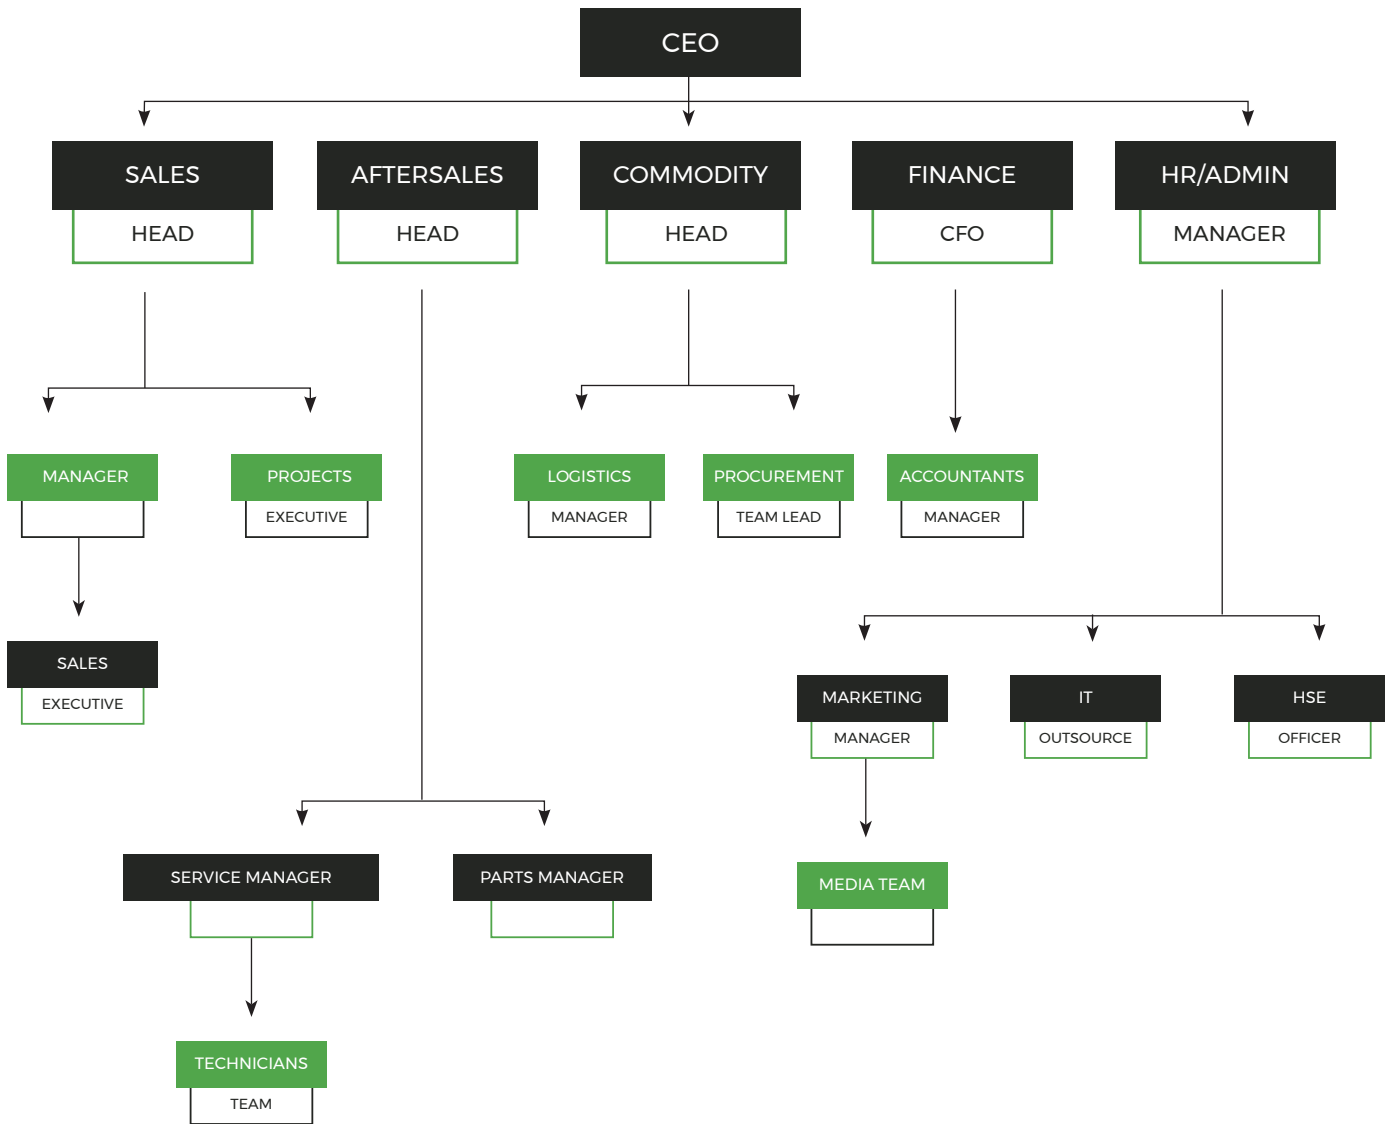 CEO
SALES
HEAD
AFTERSALES
HEAD
COMMODITY
HEAD
FINANCE
CFO
HR/ADMIN
MANAGER
MANAGER
PROJECTS
EXECUTIVE
LOGISTICS
MANAGER
PROCUREMENT
TEAM LEAD
ACCOUNTANTS
MANAGER
SALES
EXECUTIVE
MARKETING
MANAGER
IT
OUTSOURCE
HSE
OFFICER
SERVICE MANAGER
PARTS MANAGER
MEDIA TEAM
TECHNICIANS
TEAM